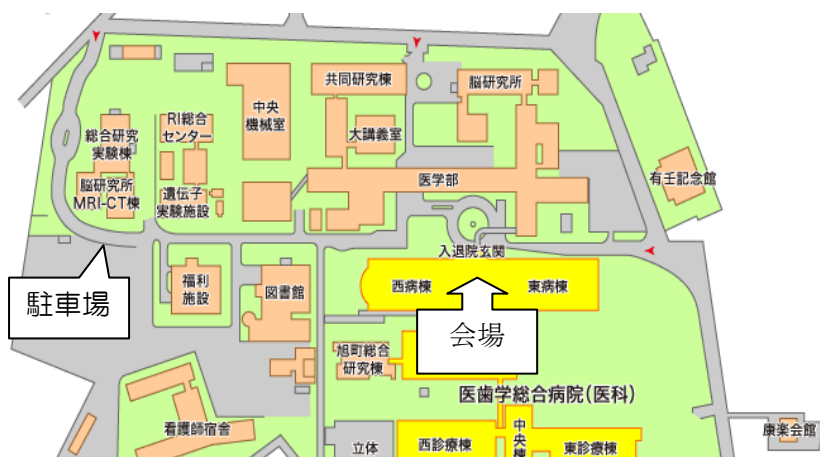 共同研究棟
脳研究所
中央
機械室
RI総合
センター
大講義室
総合研究
実験棟
医学部
有壬記念館
脳研究所
MRI-CT棟
遺伝子
実験施設
入退院玄関
福利
施設
図書館
西病棟
東病棟
駐車場
会場
旭町総合
研究棟
医歯学総合病院(医科)
看護師宿舎
立体
西診療棟
中央棟
東診療棟
康楽会館